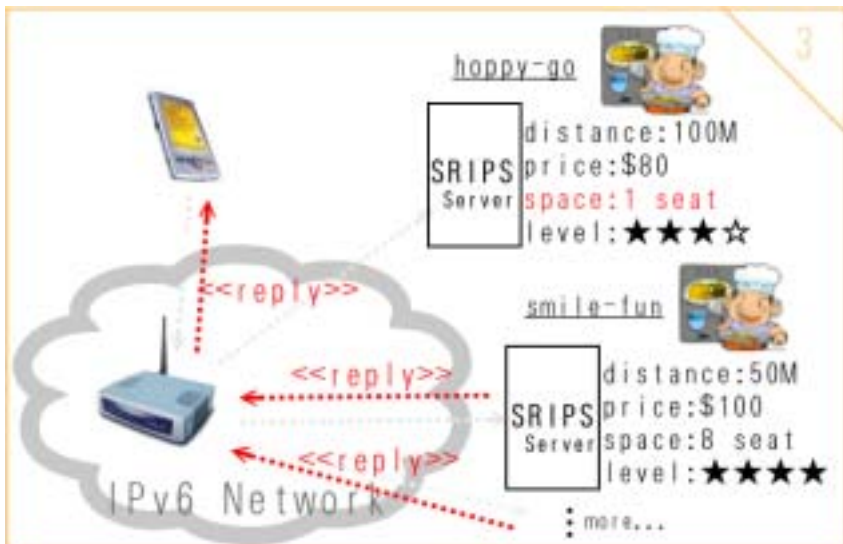 3
hoppy-go
SRIPS
Server
distance:100M
price:$80
space:1 seat
level:★★★☆
<<reply>>
smile-fun
SRIPS
Server
distance:50M
price:$100
space:8 seat
level:★★★★
<<reply>>
<<reply>>
IPv6 Network
more...